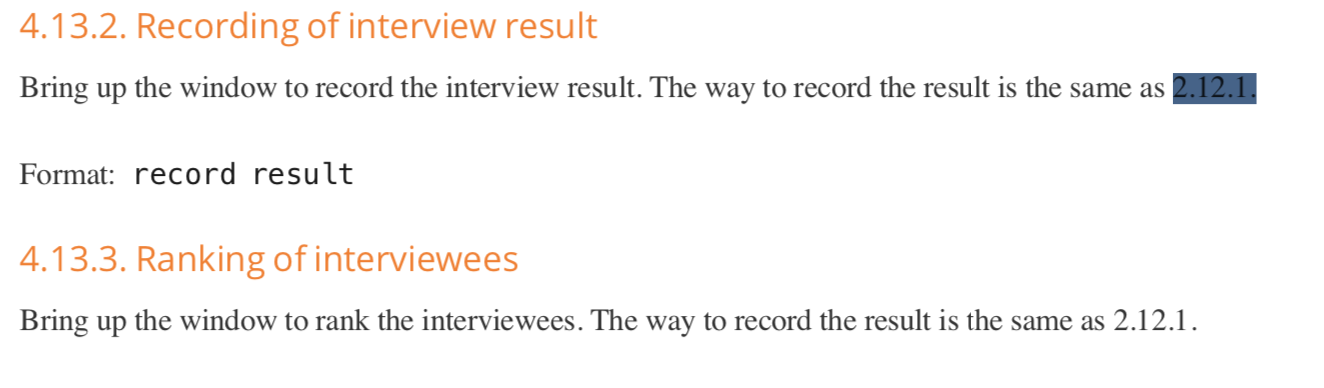 4.13.2. Recording of interview result
Bring up the window to record the interview result. The way to record the result is the same as 2.12.1.
Format: record result
4.13.3. Ranking of interviewees
Bring up the window to rank the interviewees. The way to record the result is the same as 2.12.1.